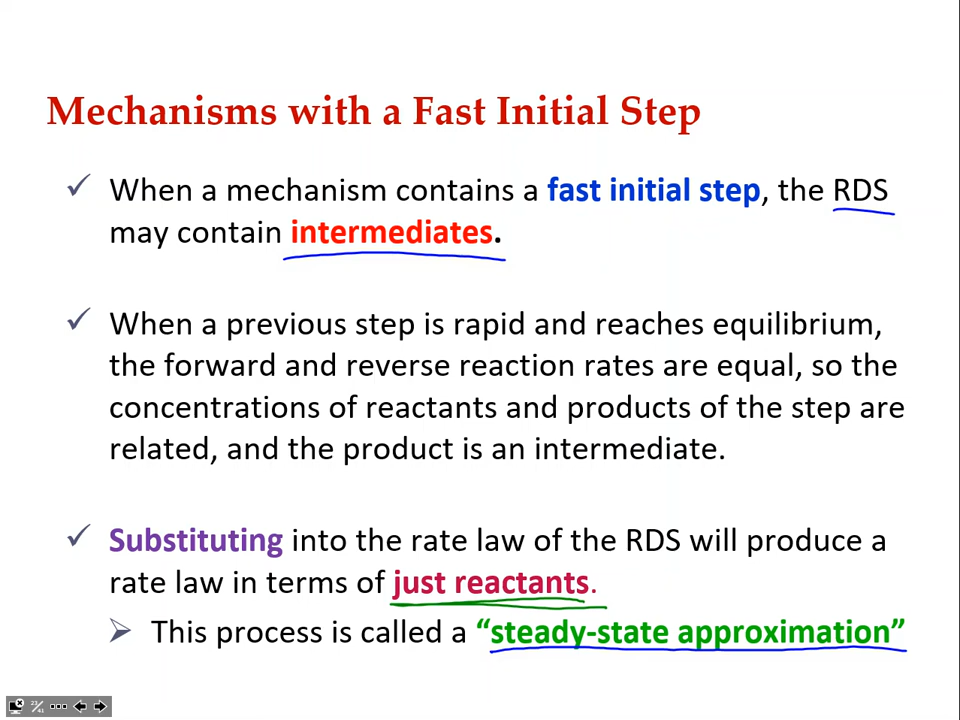 Mechanisms with a Fast Initial Step
✓ When a mechanism contains a fast initial step, the RDS
may contain intermediates.
✓ When a previous step is rapid and reaches equilibrium,
the forward and reverse reaction rates are equal, so the
concentrations of reactants and products of the step are
related, and the product is an intermediate.
✓ Substituting into the rate law of the RDS will produce a
rate law in terms of just reactants.
➢ This process is called a “steady-state approximation”